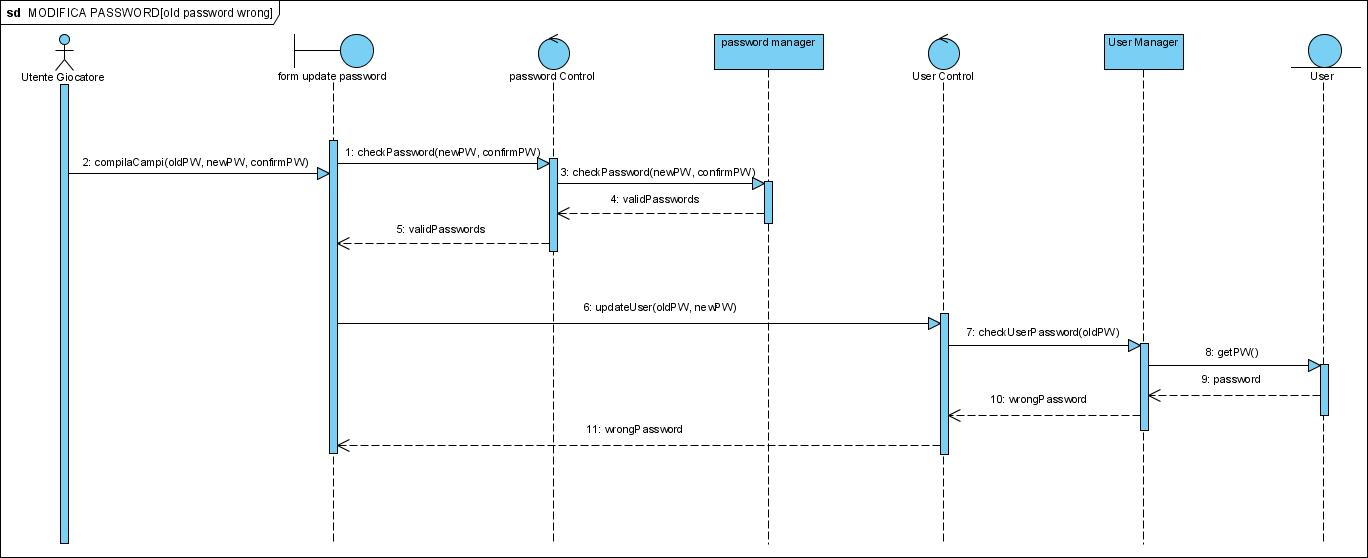 sd MODIFICA PASSWORD[old password wrong]
Utente Giocatore
form update password
password Control
password manager
User Control
User Manager
User
1: checkPassword(newPW, confirmPW)
2: compilaCampi(oldPW, newPW, confirmPW)
3: checkPassword(newPW, confirmPW)
4: validPasswords
5: validPasswords
6: updateUser(oldPW, newPW)
7: checkUserPassword(oldPW)
8: getPW()
9: password
10: wrongPassword
11: wrongPassword